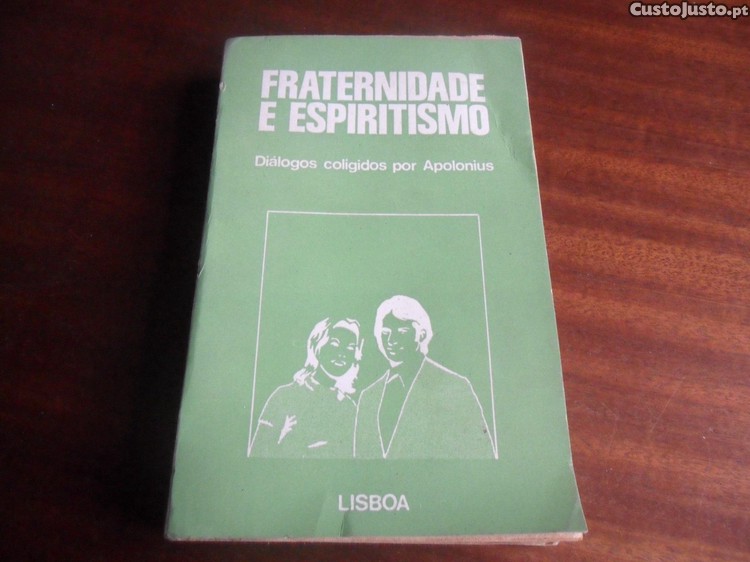 CustoJusto.pt
FRATERNIDADE
E ESPIRITISMO
Diálogos coligidos por Apolonius
LISBOA